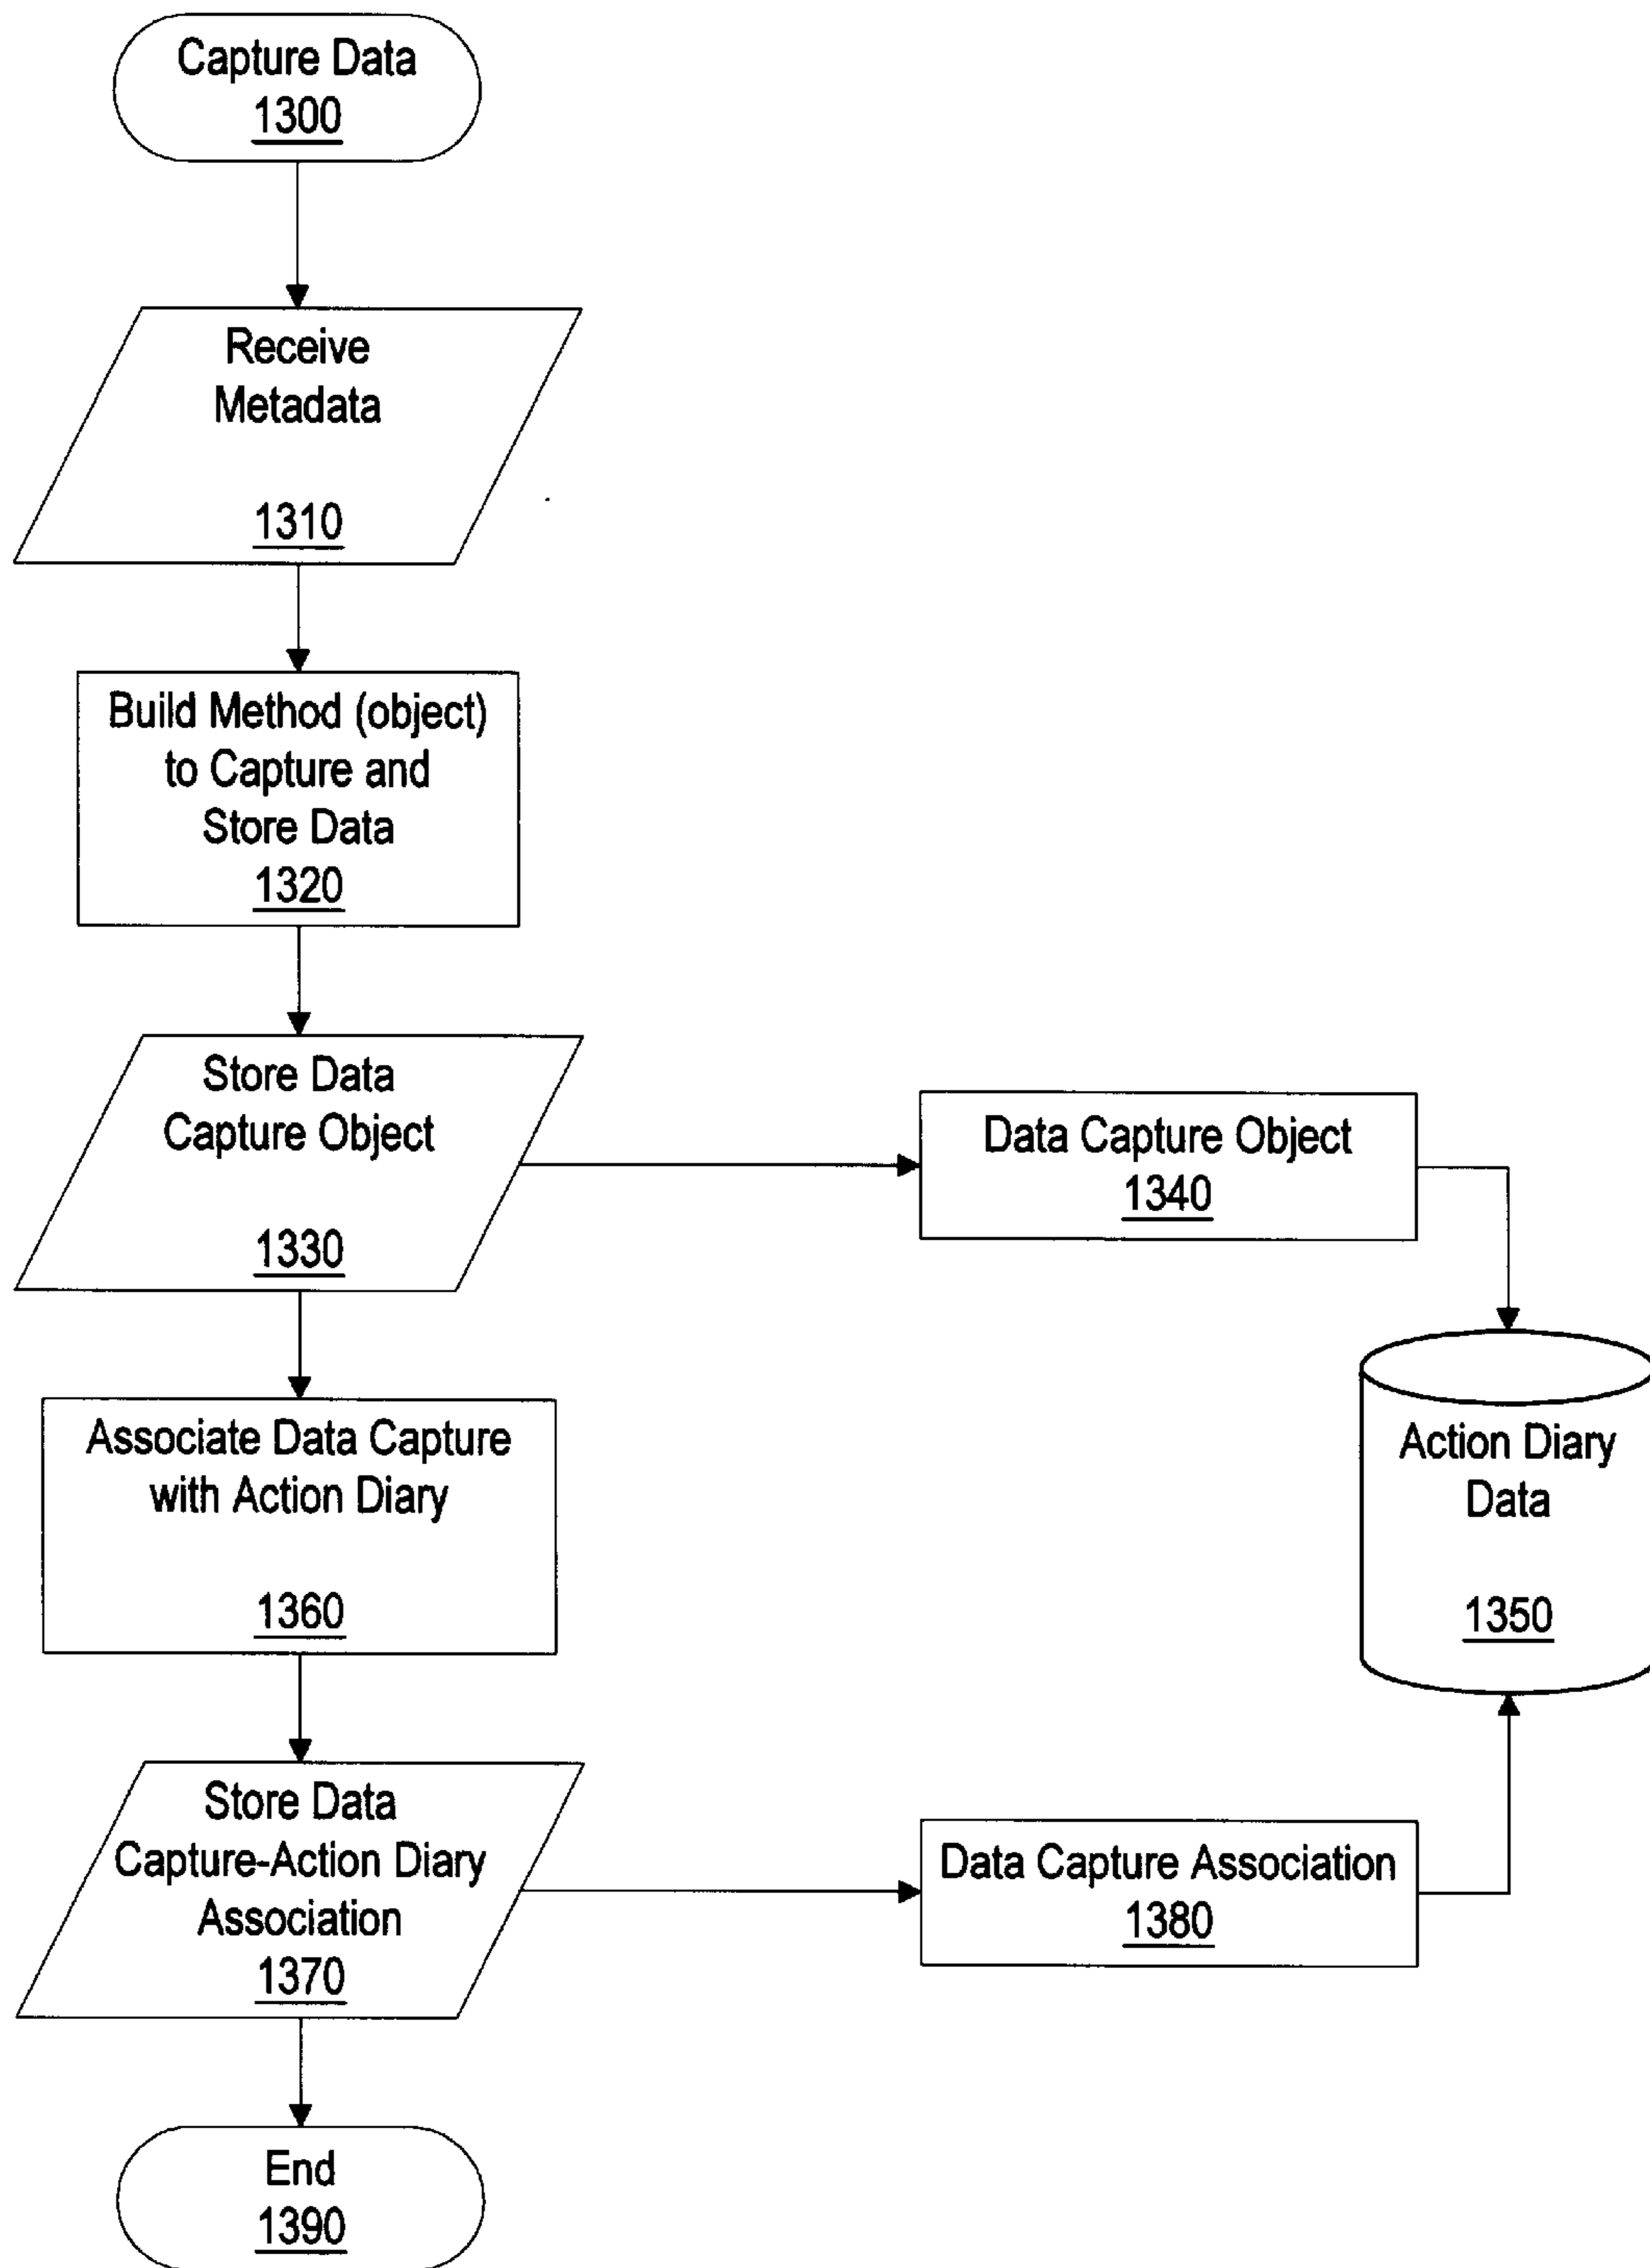 Capture Data
1300
Receive
Metadata
1310
Build Method (object)
to Capture and
Store Data
1320
Store Data
Capture Object
1330
Data Capture Object
1340
Action Diary
Data
1350
Associate Data Capture
with Action Diary
1360
Store Data
Capture-Action Diary
Association
1370
Data Capture Association
1380
End
1390